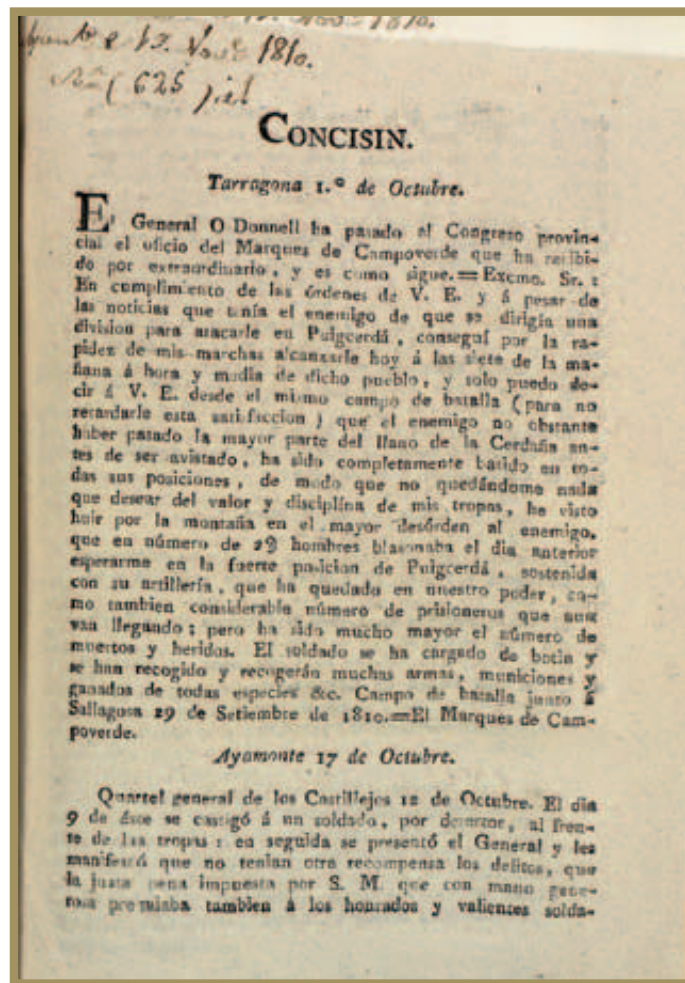 1810.
17. 1810.
( 625 )
CONCISIN.
Tarragona 1.º de Octubre.
El General O Donnell ha pasado al Congreso provin-
cial el oficio del Marques de Campoverde que ha recibi-
do por extraordinario, y es como sigue.=Excmo. Sr.:
En cumplimiento de las órdenes de V. E. y á pesar de
las noticias que tenía el enemigo de que se dirigia una
division para atacarle en Puigcerdá, conseguí por la ra-
pidez de mis marchas alcanzarle hoy á las siete de la ma-
ñana á hora y media de dicho pueblo, y solo puedo de-
cir á V. E. desde el mismo campo de batalla (para no
retardarle esta satisfaccion) que el enemigo no obstante
haber pasado la mayor parte del llano de la Cerdaña an-
tes de ser avistado, ha sido completamente batido en to-
das sus posiciones, de modo que no quedándome nada
que desear del valor y disciplina de mis tropas, he visto
huir por la montaña en el mayor desórden al enemigo,
que en número de hombres blasonaba el dia anterior
esperarme en la fuerte posicion de Puigcerdá, sostenida
con su artillería, que ha quedado en nuestro poder, co-
mo tambien considerable número de prisioneros que aun
van llegando; pero ha sido mucho mayor el número de
muertos y heridos. El soldado se ha cargado de botin y
se han recogido y recogerán muchas armas, municiones y
ganados de todas especies &c. Campo de batalla junto á
Sallagosa 29 de Setiembre de 1810.=El Marques de Cam-
poverde.
Ayamonte 17 de Octubre.
Quartel general de los Castillejos 12 de Octubre. El dia
9 de éste se castigó á un soldado, por desertor, al fren-
te de las tropas: en seguida se presentó el General y les
manifestó que no tenian otra recompensa los delitos, que
la justa pena impuesta por S. M. que con mano gene-
rosa premiaba tambien á los honrados y valientes solda-